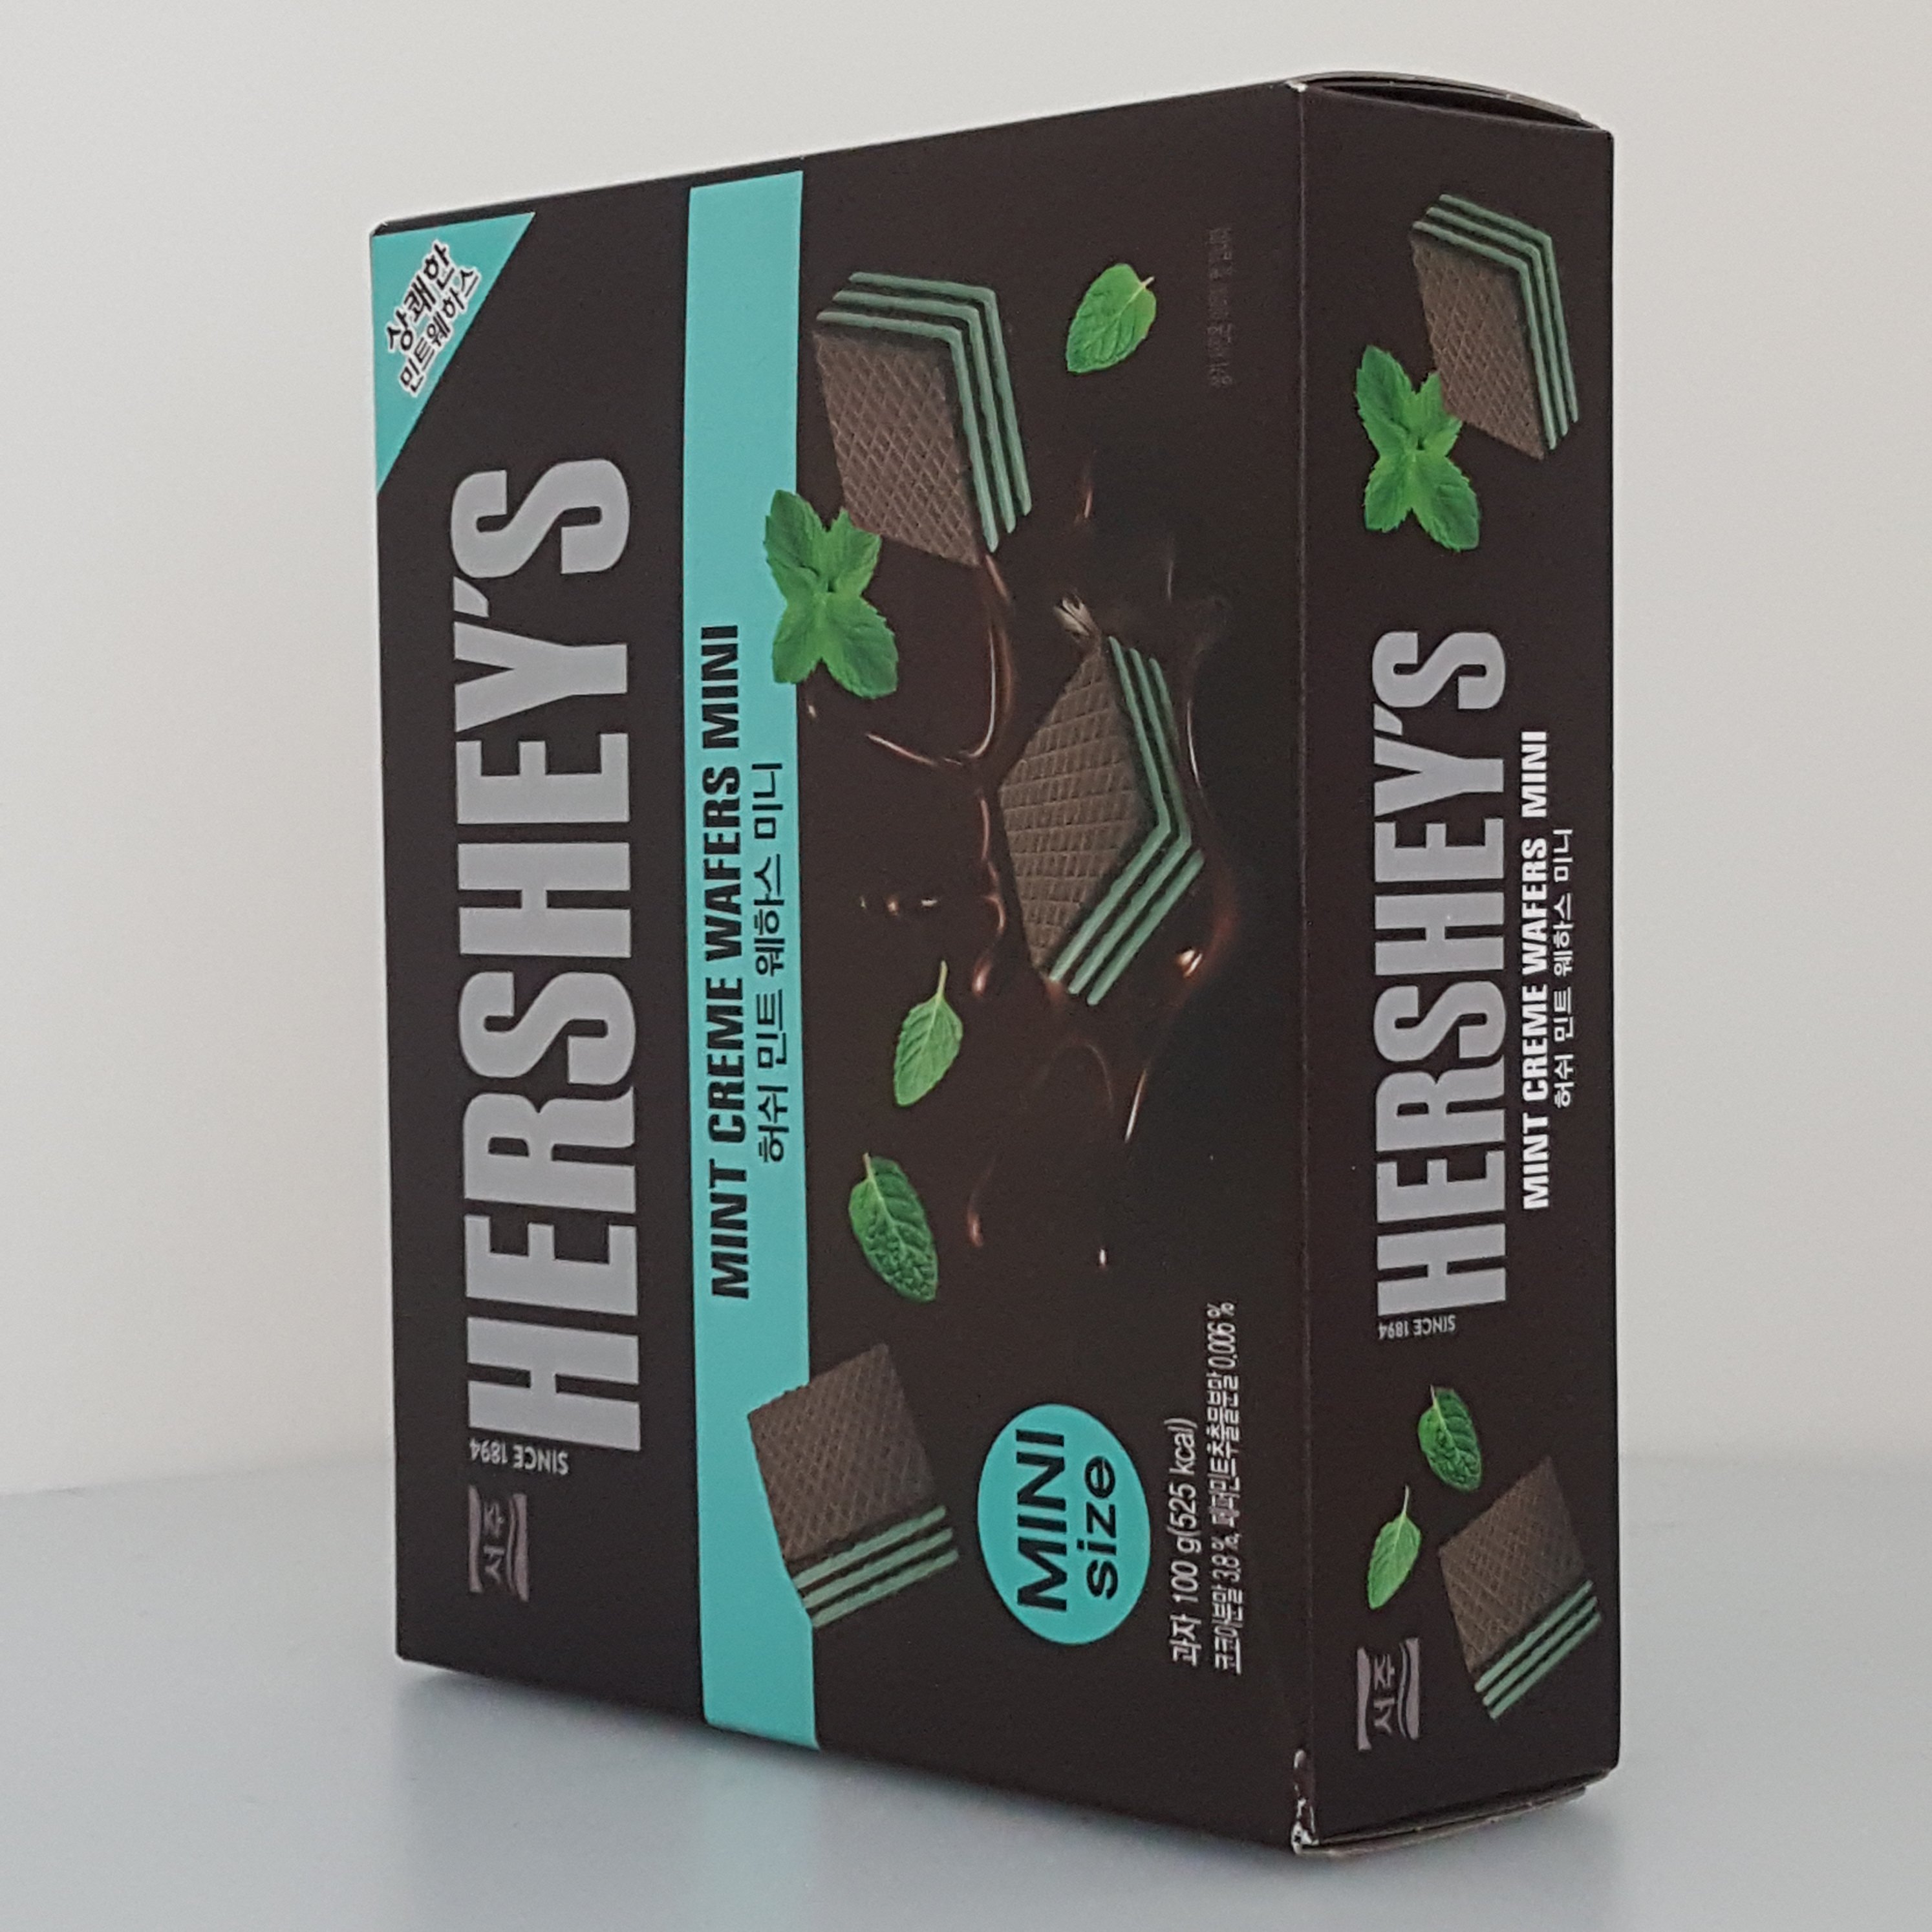 상쾌한
민트웨하스
서주
SINCE 1894
HERSHEY'S
MINT CREME WAFERS MINI
허쉬 민트 웨하스 미니
MINI
size
과자 100 g(525 kcal)
코코아분말 3.8 %, 페퍼민트추출물분말 0.006 %
서주
SINCE 1894
HERSHEY'S
MINT CREME WAFERS MINI
허쉬 민트 웨하스 미니